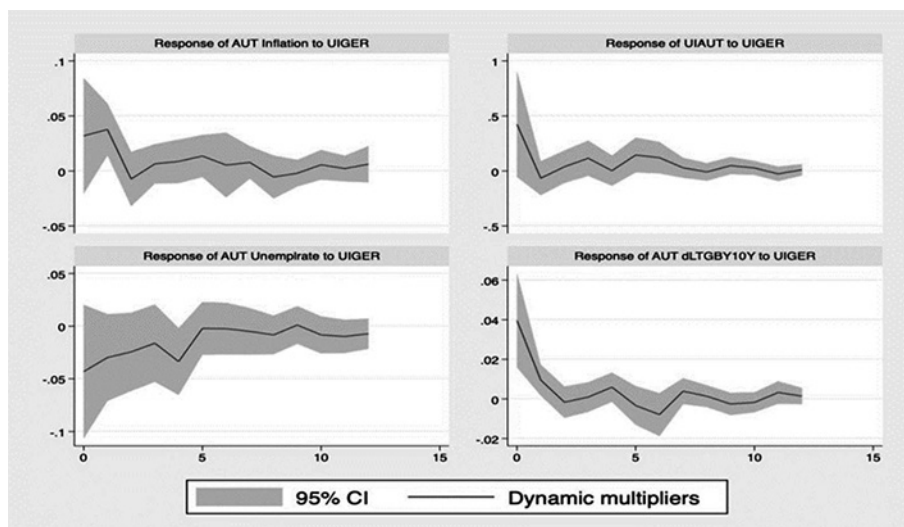 Response of AUT Inflation to UIGER
.1
.05
0
-.05
Response of UIAUT to UIGER
1
.5
0
-.5
Response of AUT Unemplrate to UIGER
.05
0
-.05
-.1
0 5 10 15
Response of AUT dLTGBY10Y to UIGER
.06
.04
.02
0
-.02
0 5 10 15
95% CI
Dynamic multipliers